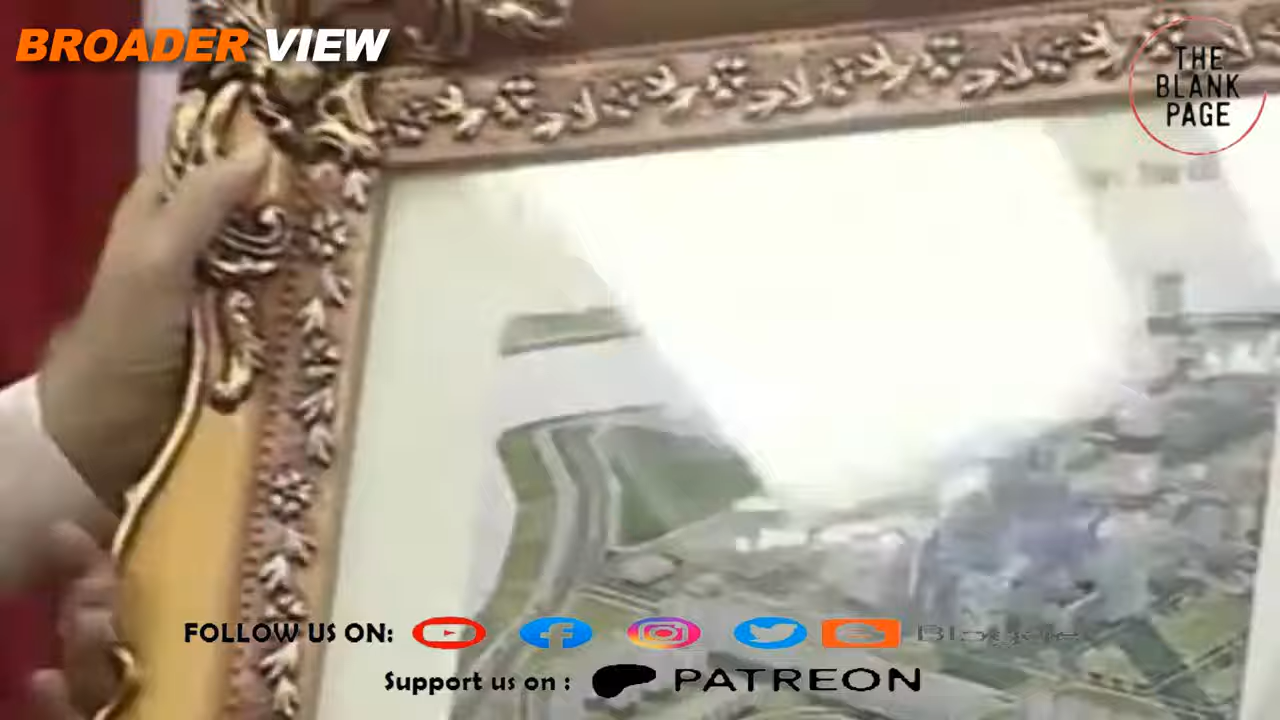 BROADER VIEW
THE
BLANK
PAGE
FOLLOW US ON:
Support us on : PATREON